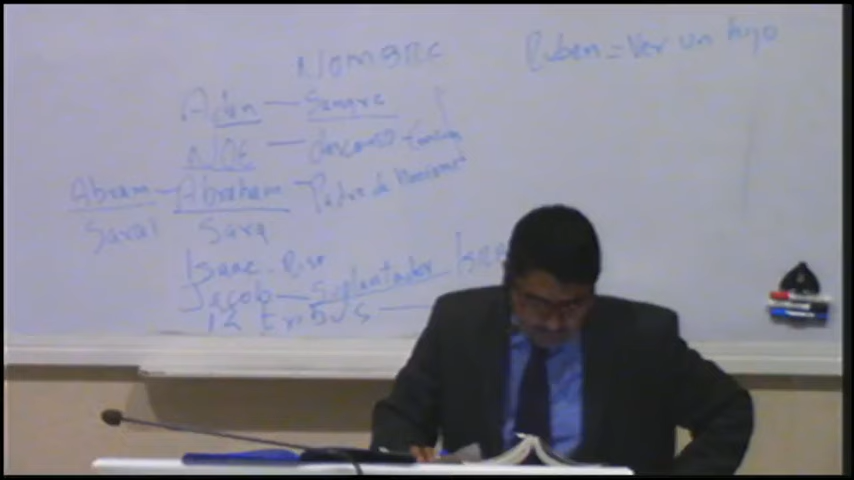 NOMBRE
Ruben = Ver un hijo
Adan — Sangre
NOE — descanso
Abram — Abraham — Padre de
Sarai Sara
Isaac - Risa
Jacob — Suplantador
12 tribus —